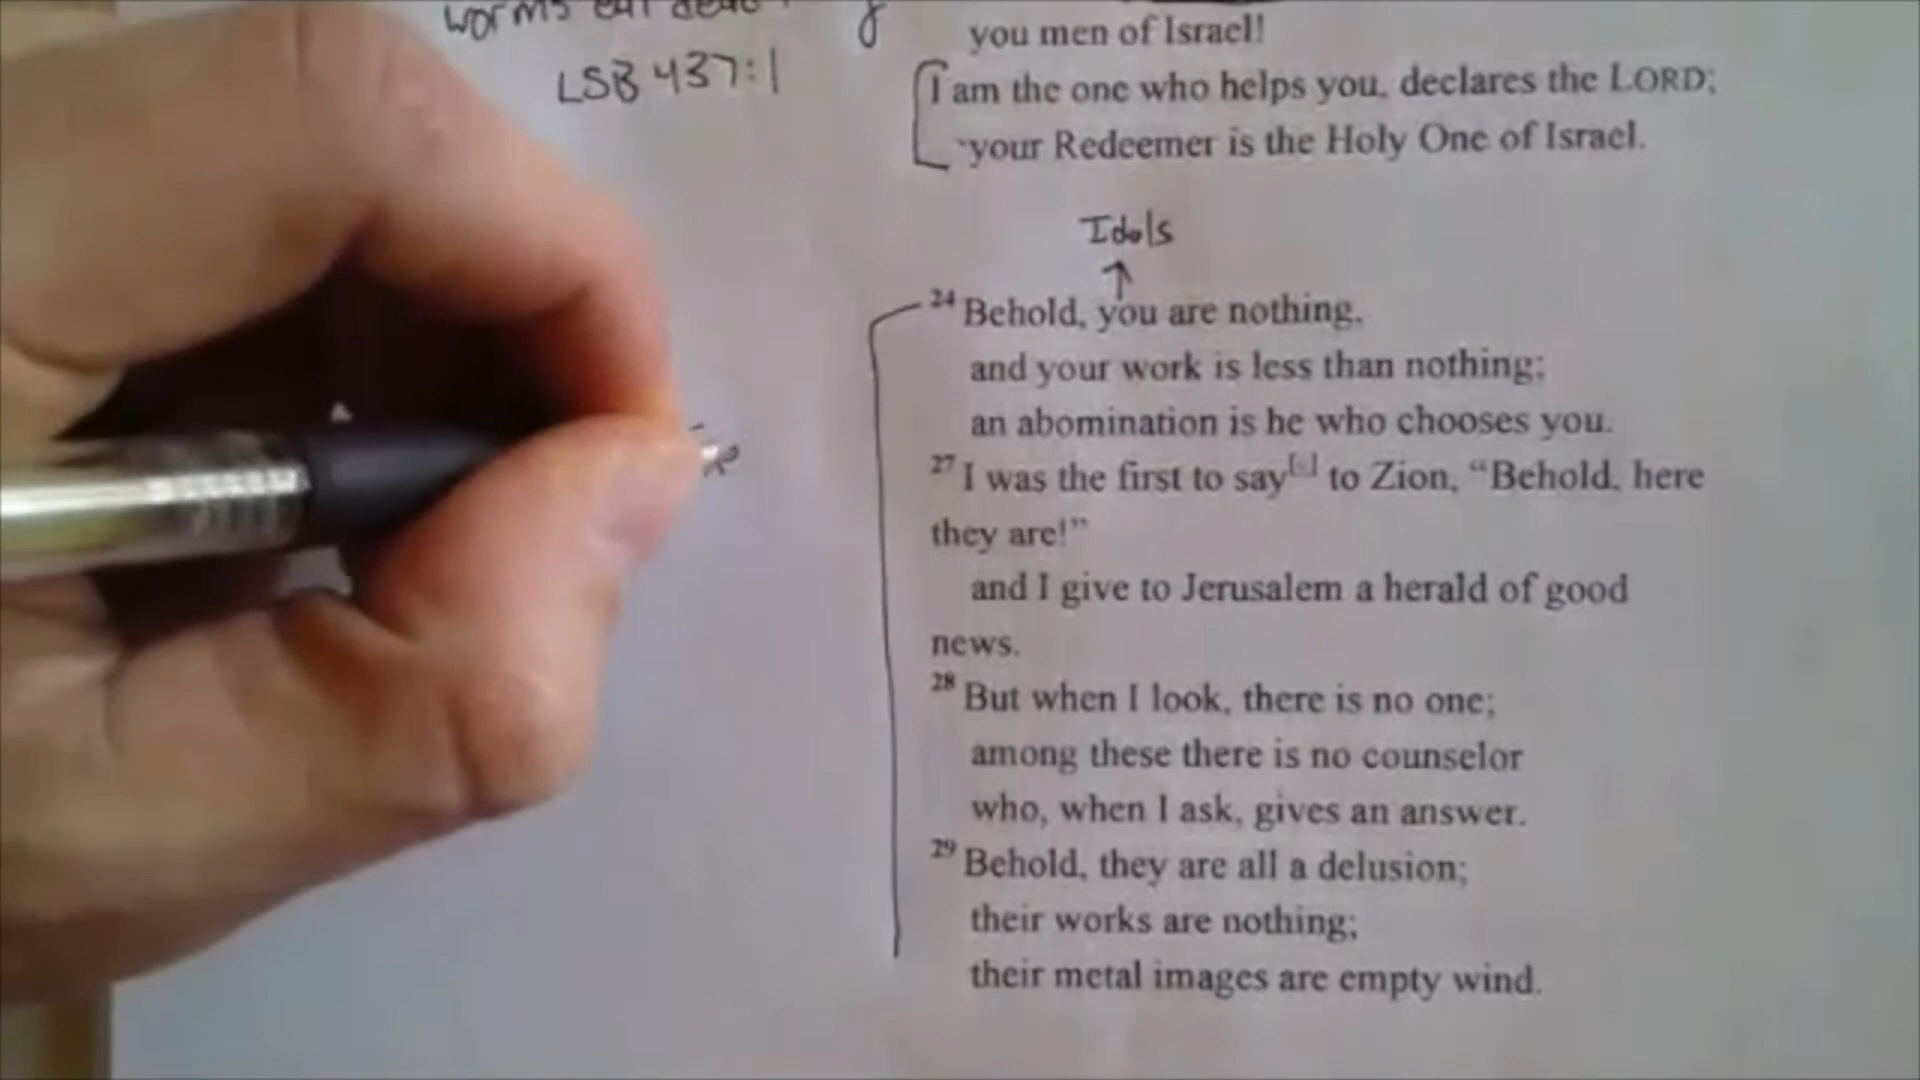 worms eat dead
LSB 437:1
you men of Israel!
I am the one who helps you, declares the LORD;
your Redeemer is the Holy One of Israel.
Idols
↑
24 Behold, you are nothing,
and your work is less than nothing;
an abomination is he who chooses you.
27 I was the first to say[c] to Zion, “Behold, here
they are!”
and I give to Jerusalem a herald of good
news.
28 But when I look, there is no one;
among these there is no counselor
who, when I ask, gives an answer.
29 Behold, they are all a delusion;
their works are nothing;
their metal images are empty wind.